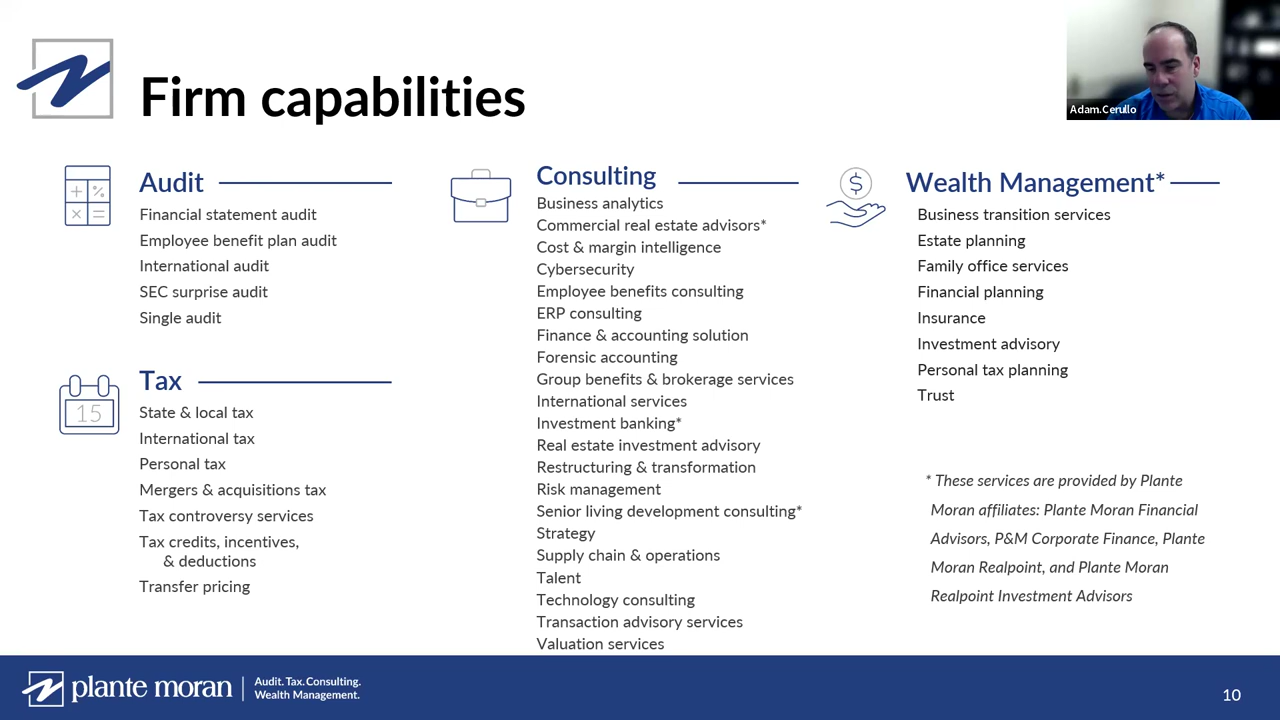 Firm capabilities
Adam.Cerullo
Audit
Financial statement audit
Employee benefit plan audit
International audit
SEC surprise audit
Single audit
Tax
15
State & local tax
International tax
Personal tax
Mergers & acquisitions tax
Tax controversy services
Tax credits, incentives,
& deductions
Transfer pricing
Consulting
Business analytics
Commercial real estate advisors*
Cost & margin intelligence
Cybersecurity
Employee benefits consulting
ERP consulting
Finance & accounting solution
Forensic accounting
Group benefits & brokerage services
International services
Investment banking*
Real estate investment advisory
Restructuring & transformation
Risk management
Senior living development consulting*
Strategy
Supply chain & operations
Talent
Technology consulting
Transaction advisory services
Valuation services
Wealth Management*
Business transition services
Estate planning
Family office services
Financial planning
Insurance
Investment advisory
Personal tax planning
Trust
* These services are provided by Plante
Moran affiliates: Plante Moran Financial
Advisors, P&M Corporate Finance, Plante
Moran Realpoint, and Plante Moran
Realpoint Investment Advisors
plante moran
Audit. Tax. Consulting.
Wealth Management.
10